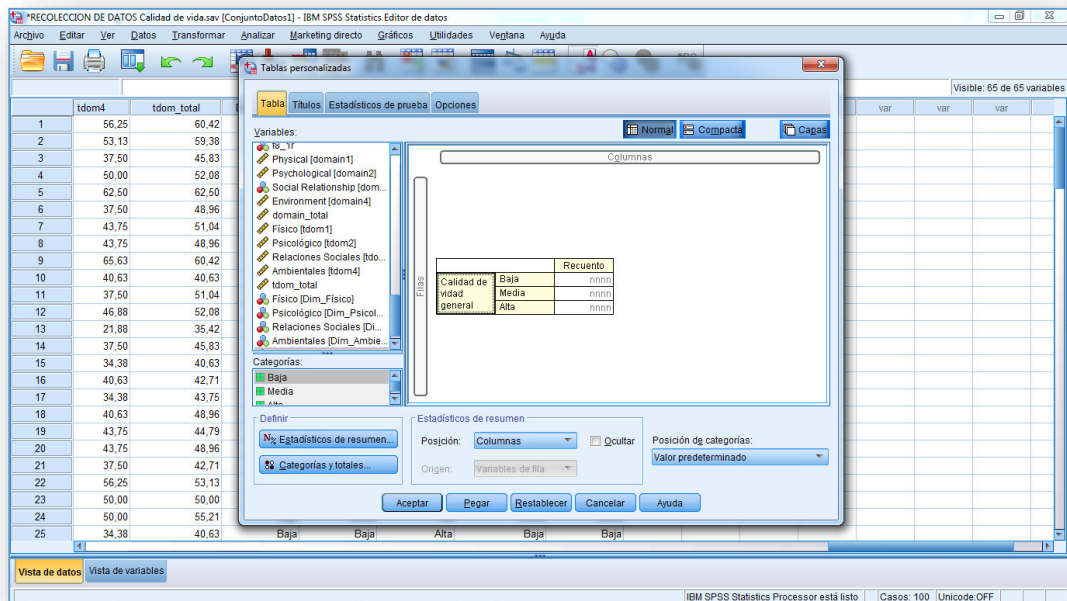 *RECOLECCION DE DATOS Calidad de vida.sav [ConjuntoDatos1] - IBM SPSS Statistics Editor de datos
Archivo Editar Ver Datos Transformar Analizar Marketing directo Gráficos Utilidades Ventana Ayuda
Tablas personalizadas
Visible: 65 de 65 variables
Tabla Títulos Estadísticos de prueba Opciones
tdom4 tdom_total var var var
Variables: Normal Compacta Capas
t8_1f
Physical [domain1]
Psychological [domain2]
Social Relationship [dom...
Environment [domain4]
domain_total
Físico [tdom1]
Psicológico [tdom2]
Relaciones Sociales [tdo...
Ambientales [tdom4]
tdom_total
Físico [Dim_Físico]
Psicológico [Dim_Psicol...
Relaciones Sociales [Di...
Ambientales [Dim_Ambie...
Columnas
Filas
Recuento
Calidad de vidad general
Baja nnnn
Media nnnn
Alta nnnn
Categorías:
Baja
Media
Alta
Definir
Estadísticos de resumen...
Categorías y totales...
Estadísticos de resumen
Posición: Columnas Ocultar
Origen: Variables de fila
Posición de categorías:
Valor predeterminado
Aceptar Pegar Restablecer Cancelar Ayuda
1 56,25 60,42
2 53,13 59,38
3 37,50 45,83
4 50,00 52,08
5 62,50 62,50
6 37,50 48,96
7 43,75 51,04
8 43,75 48,96
9 65,63 60,42
10 40,63 40,63
11 37,50 51,04
12 46,88 52,08
13 21,88 35,42
14 37,50 45,83
15 34,38 40,63
16 40,63 42,71
17 34,38 43,75
18 40,63 48,96
19 43,75 44,79
20 43,75 48,96
21 37,50 42,71
22 56,25 53,13
23 50,00 50,00
24 50,00 55,21
25 34,38 40,63 Baja Baja Alta Baja Baja
Vista de datos Vista de variables
IBM SPSS Statistics Processor está listo Casos: 100 Unicode:OFF